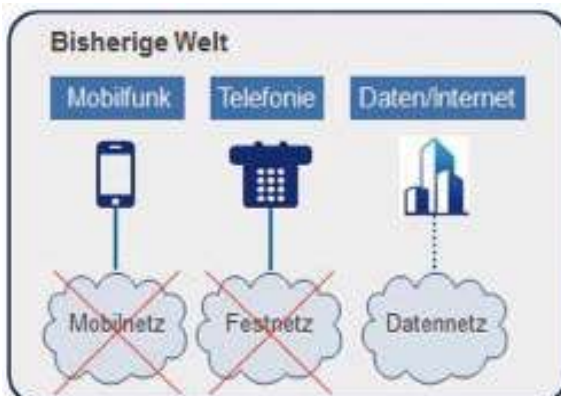 Bisherige Welt
Mobilfunk Telefonie Daten/Internet
Mobilnetz Festnetz Datennetz